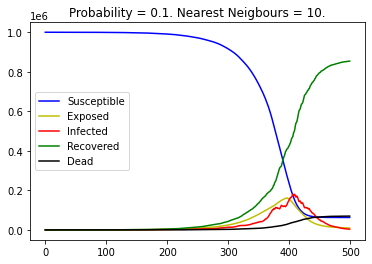 Probability = 0.1. Nearest Neigbours = 10.
1e6
1.0
0.8
0.6
0.4
0.2
0.0
Susceptible
Exposed
Infected
Recovered
Dead
0 100 200 300 400 500